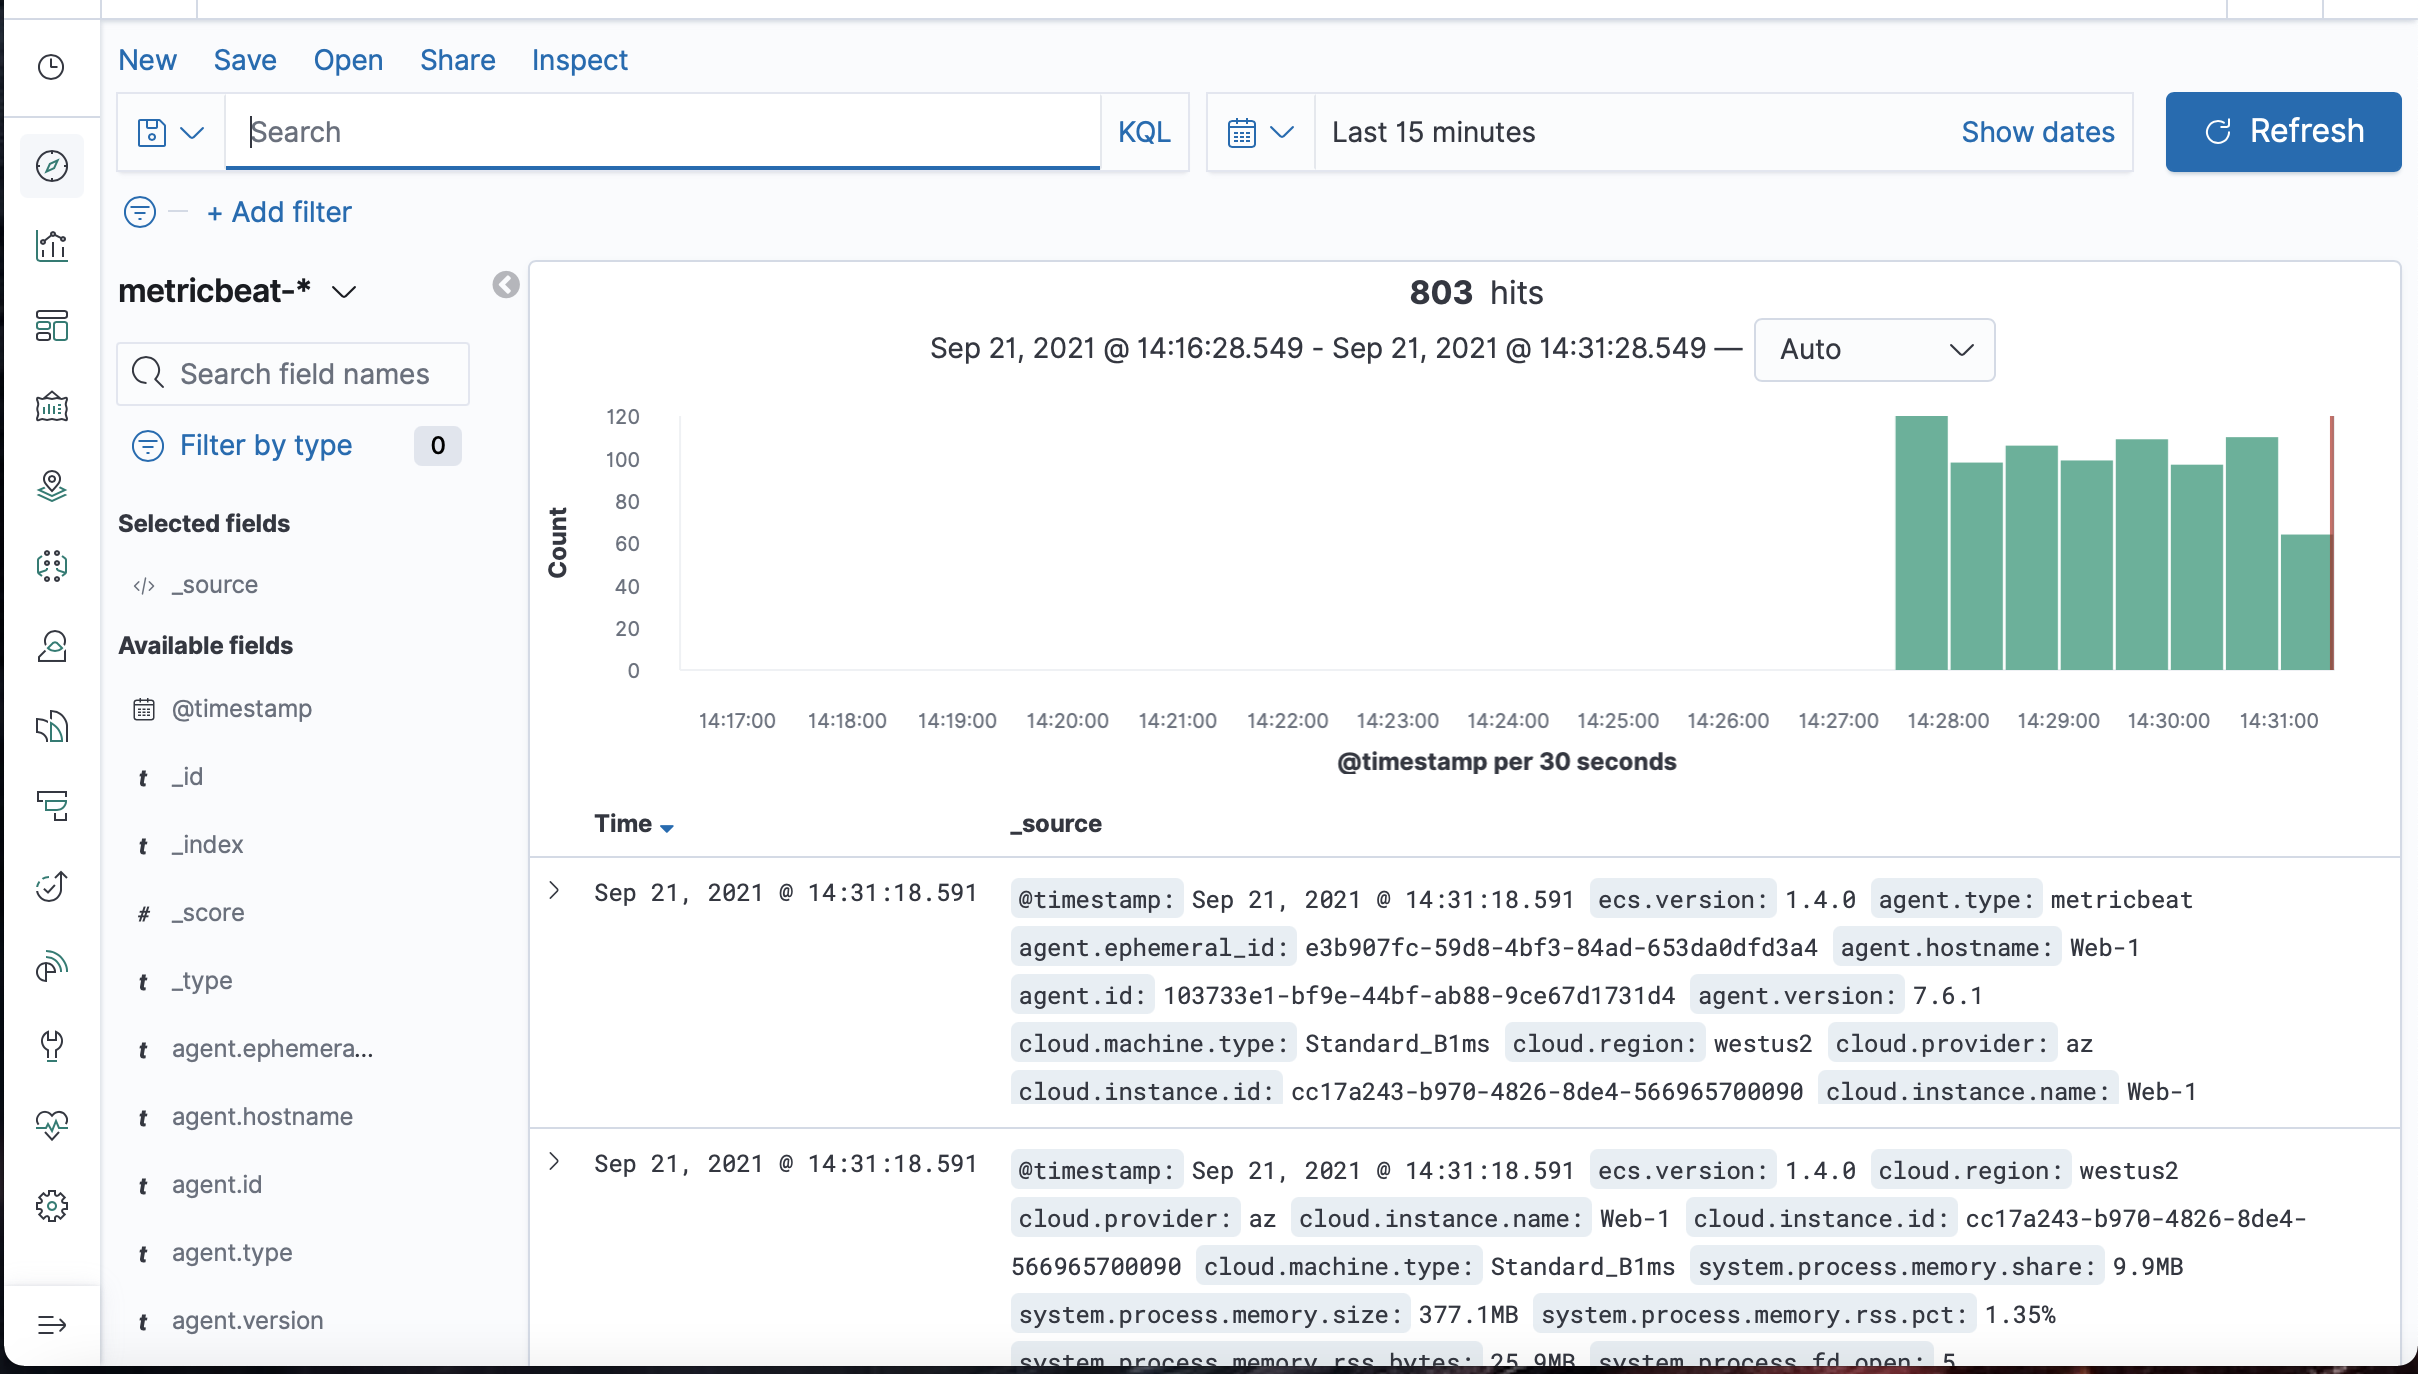 New Save Open Share Inspect
Search KQL Last 15 minutes Show dates Refresh
+ Add filter
metricbeat-*
Search field names
Filter by type 0
Selected fields
</> _source
Available fields
@timestamp
t _id
t _index
# _score
t _type
t agent.ephemera...
t agent.hostname
t agent.id
t agent.type
t agent.version
803 hits
Sep 21, 2021 @ 14:16:28.549 - Sep 21, 2021 @ 14:31:28.549 — Auto
Count
120
100
80
60
40
20
0
14:17:00 14:18:00 14:19:00 14:20:00 14:21:00 14:22:00 14:23:00 14:24:00 14:25:00 14:26:00 14:27:00 14:28:00 14:29:00 14:30:00 14:31:00
@timestamp per 30 seconds
Time _source
Sep 21, 2021 @ 14:31:18.591 @timestamp: Sep 21, 2021 @ 14:31:18.591 ecs.version: 1.4.0 agent.type: metricbeat
agent.ephemeral_id: e3b907fc-59d8-4bf3-84ad-653da0dfd3a4 agent.hostname: Web-1
agent.id: 103733e1-bf9e-44bf-ab88-9ce67d1731d4 agent.version: 7.6.1
cloud.machine.type: Standard_B1ms cloud.region: westus2 cloud.provider: az
cloud.instance.id: cc17a243-b970-4826-8de4-566965700090 cloud.instance.name: Web-1
Sep 21, 2021 @ 14:31:18.591 @timestamp: Sep 21, 2021 @ 14:31:18.591 ecs.version: 1.4.0 cloud.region: westus2
cloud.provider: az cloud.instance.name: Web-1 cloud.instance.id: cc17a243-b970-4826-8de4-
566965700090 cloud.machine.type: Standard_B1ms system.process.memory.share: 9.9MB
system.process.memory.size: 377.1MB system.process.memory.rss.pct: 1.35%
system.process.memory.rss.bytes: 25.9MB system.process.fd.open: 5